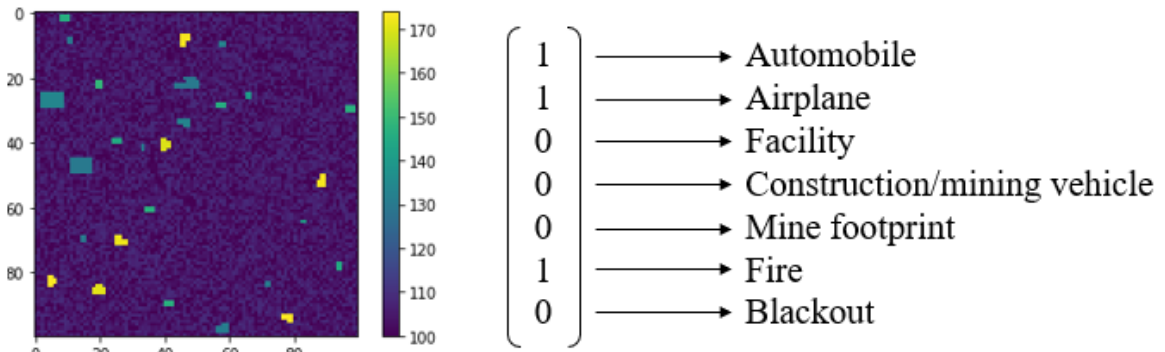 0
20
40
60
80
0 20 40 60 80
170
160
150
140
130
120
110
100
1 Automobile
1 Airplane
0 Facility
0 Construction/mining vehicle
0 Mine footprint
1 Fire
0 Blackout